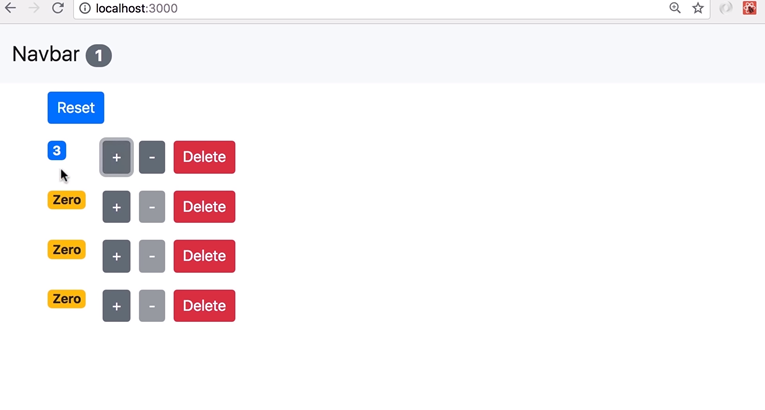 localhost:3000
Navbar 1
Reset
3 + - Delete
Zero + - Delete
Zero + - Delete
Zero + - Delete